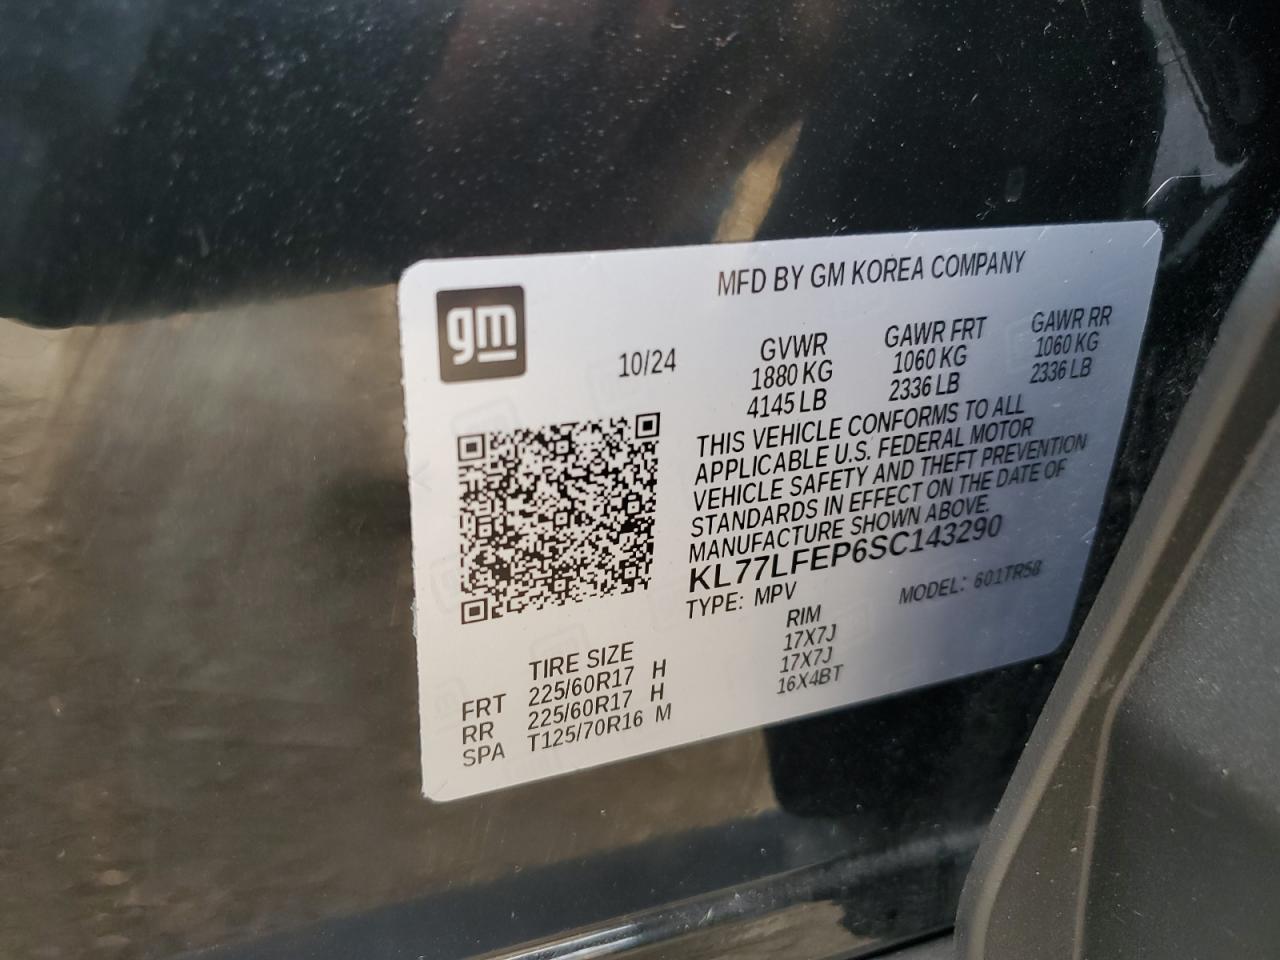 MFD BY GM KOREA COMPANY
gm
10/24
GVWR GAWR FRT GAWR RR
1880 KG 1060 KG 1060 KG
4145 LB 2336 LB 2336 LB
THIS VEHICLE CONFORMS TO ALL
APPLICABLE U.S. FEDERAL MOTOR
VEHICLE SAFETY AND THEFT PREVENTION
STANDARDS IN EFFECT ON THE DATE OF
MANUFACTURE SHOWN ABOVE.
KL77LFEP6SC143290
TYPE: MPV MODEL: 601TR58
TIRE SIZE RIM
FRT 225/60R17 H 17X7J
RR 225/60R17 H 17X7J
SPA T125/70R16 M 16X4BT